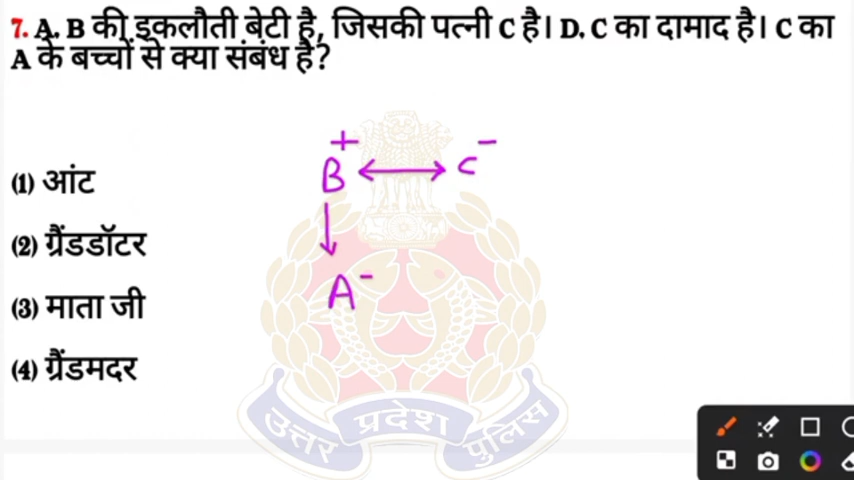 7. A. B की इकलौती बेटी है, जिसकी पत्नी C है। D. C का दामाद है। C का
A के बच्चों से क्या संबंध है?
+ -
B C
(1) आंट
(2) ग्रैंडडॉटर
A -
(3) माता जी
(4) ग्रैंडमदर
उत्तर प्रदेश पुलिस